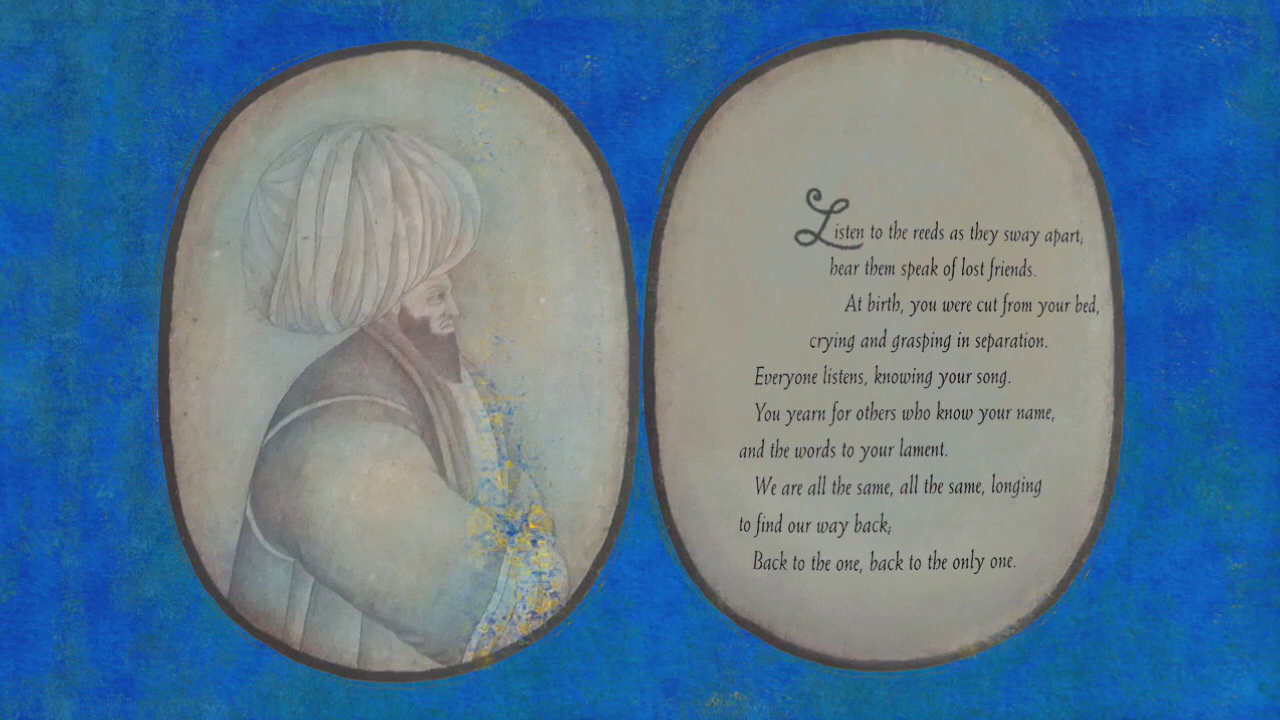 Listen to the reeds as they sway apart,
hear them speak of lost friends.
At birth, you were cut from your bed,
crying and grasping in separation.
Everyone listens, knowing your song.
You yearn for others who know your name,
and the words to your lament.
We are all the same, all the same, longing
to find our way back;
Back to the one, back to the only one.